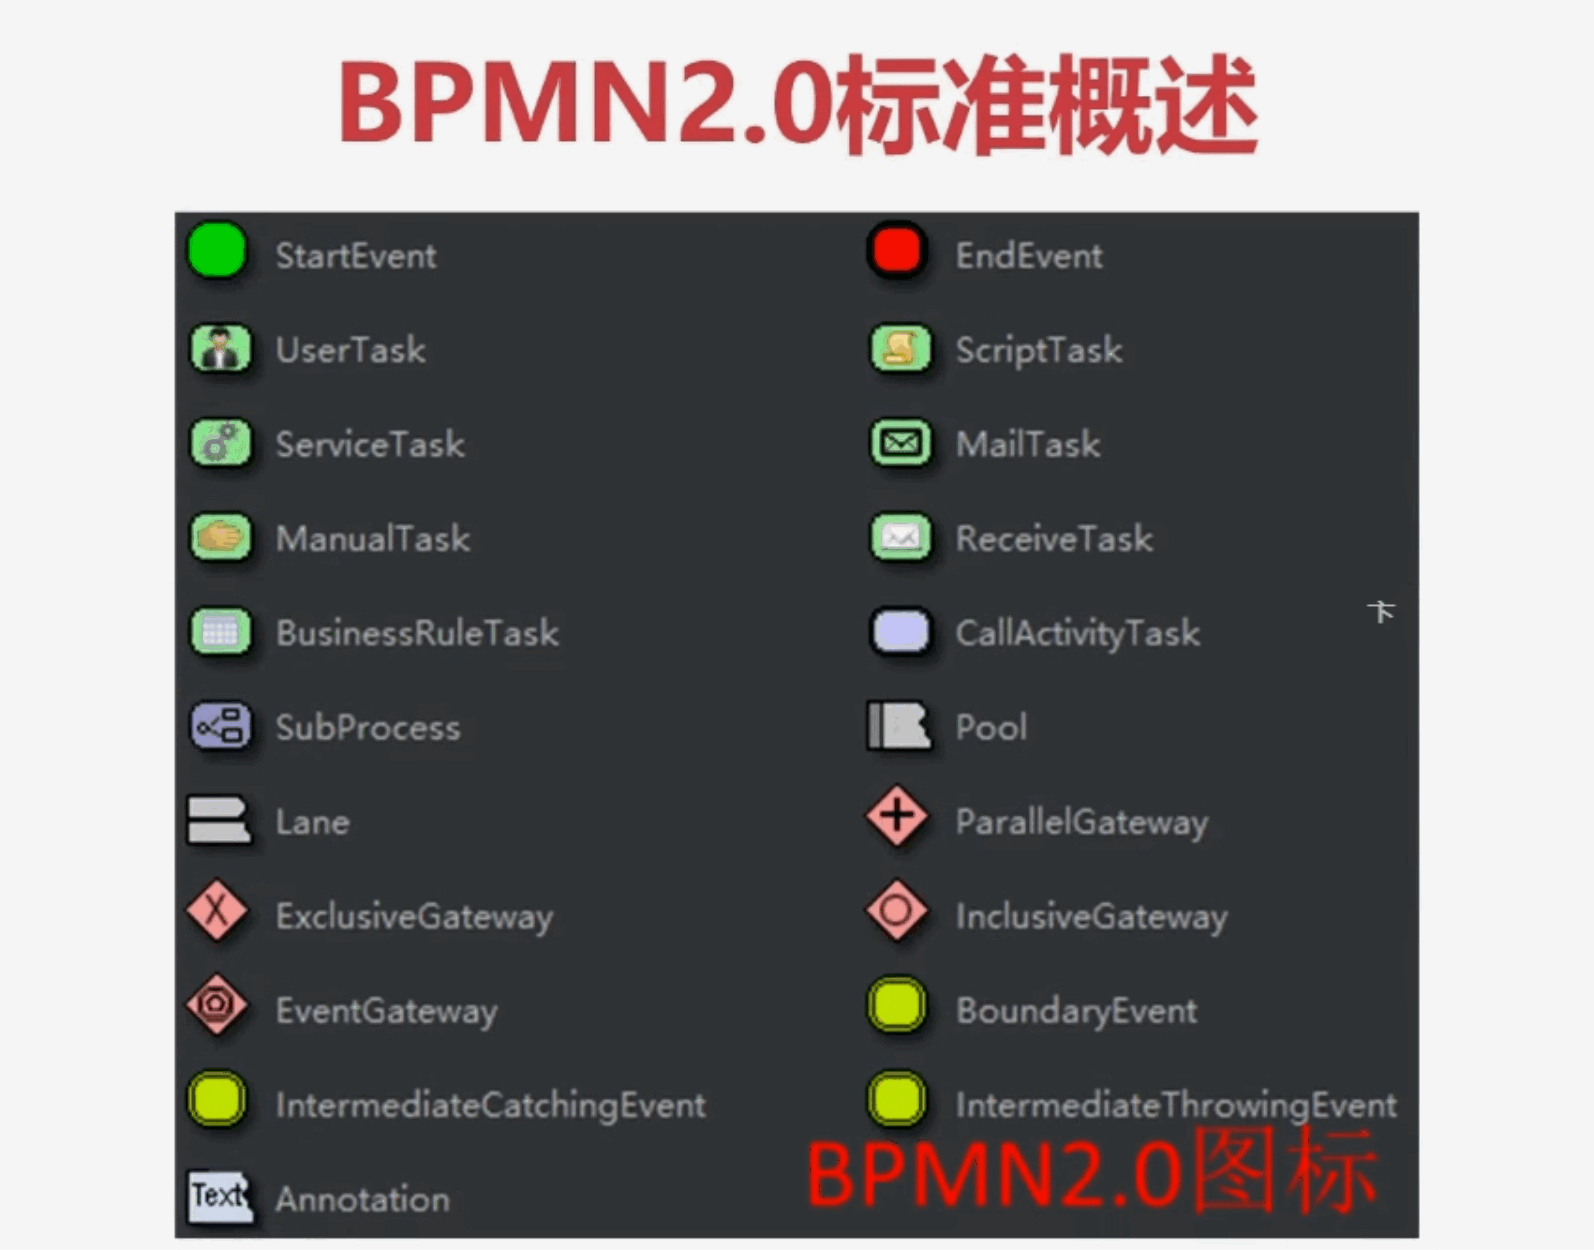 BPMN2.0标准概述
StartEvent
EndEvent
UserTask
ScriptTask
ServiceTask
MailTask
ManualTask
ReceiveTask
BusinessRuleTask
CallActivityTask
SubProcess
Pool
Lane
ParallelGateway
X ExclusiveGateway
InclusiveGateway
EventGateway
BoundaryEvent
IntermediateCatchingEvent
IntermediateThrowingEvent
BPMN2.0图标
Text Annotation